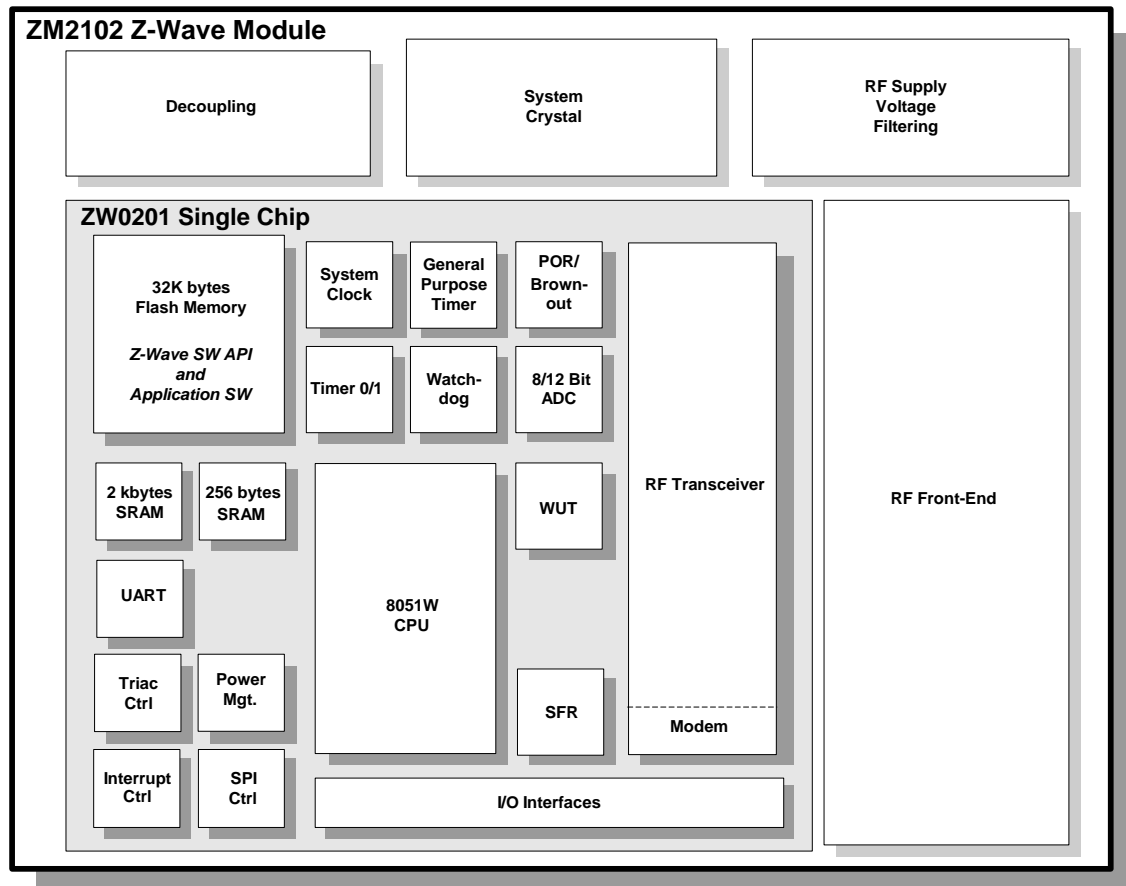 ZM2102 Z-Wave Module
Decoupling
System
Crystal
RF Supply
Voltage
Filtering
ZW0201 Single Chip
32K bytes
Flash Memory
Z-Wave SW API
and
Application SW
System
Clock
General
Purpose
Timer
POR/
Brown-
out
Timer 0/1
Watch-
dog
8/12 Bit
ADC
2 kbytes
SRAM
256 bytes
SRAM
UART
Triac
Ctrl
Power
Mgt.
Interrupt
Ctrl
SPI
Ctrl
8051W
CPU
WUT
SFR
RF Transceiver
Modem
I/O Interfaces
RF Front-End